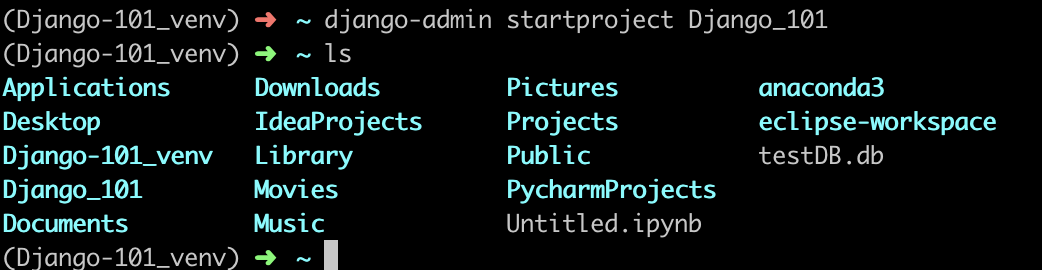 (Django-101_venv) ➜ ~ django-admin startproject Django_101
(Django-101_venv) ➜ ~ ls
Applications Downloads Pictures anaconda3
Desktop IdeaProjects Projects eclipse-workspace
Django-101_venv Library Public testDB.db
Django_101 Movies PycharmProjects
Documents Music Untitled.ipynb
(Django-101_venv) ➜ ~